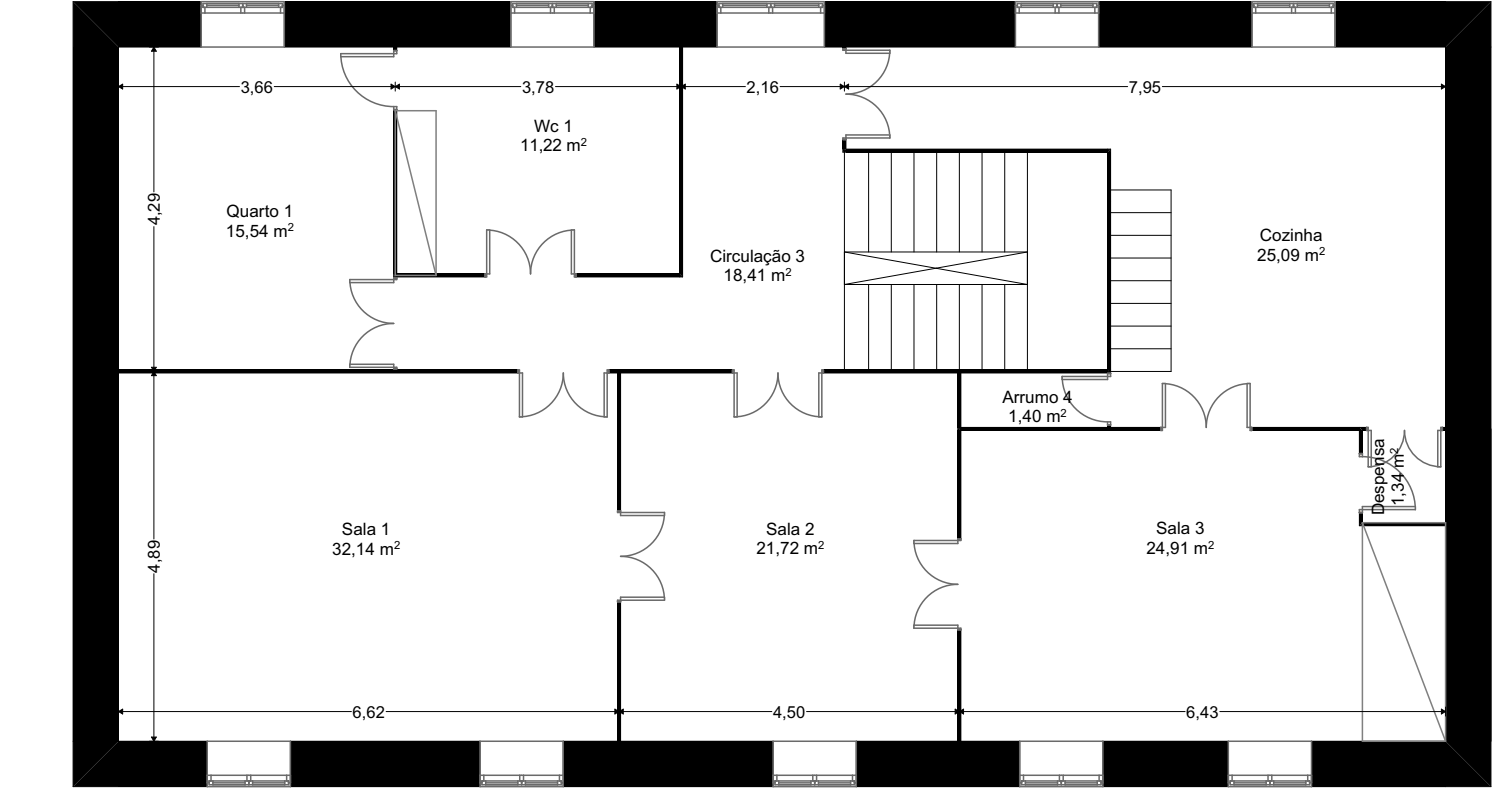 3,66
3,78
2,16
7,95
Wc 1
11,22 m²
4,29
Quarto 1
15,54 m²
Circulação 3
18,41 m²
Cozinha
25,09 m²
Arrumo 4
1,40 m²
Despensa
1,34 m²
4,89
Sala 1
32,14 m²
Sala 2
21,72 m²
Sala 3
24,91 m²
6,62
4,50
6,43